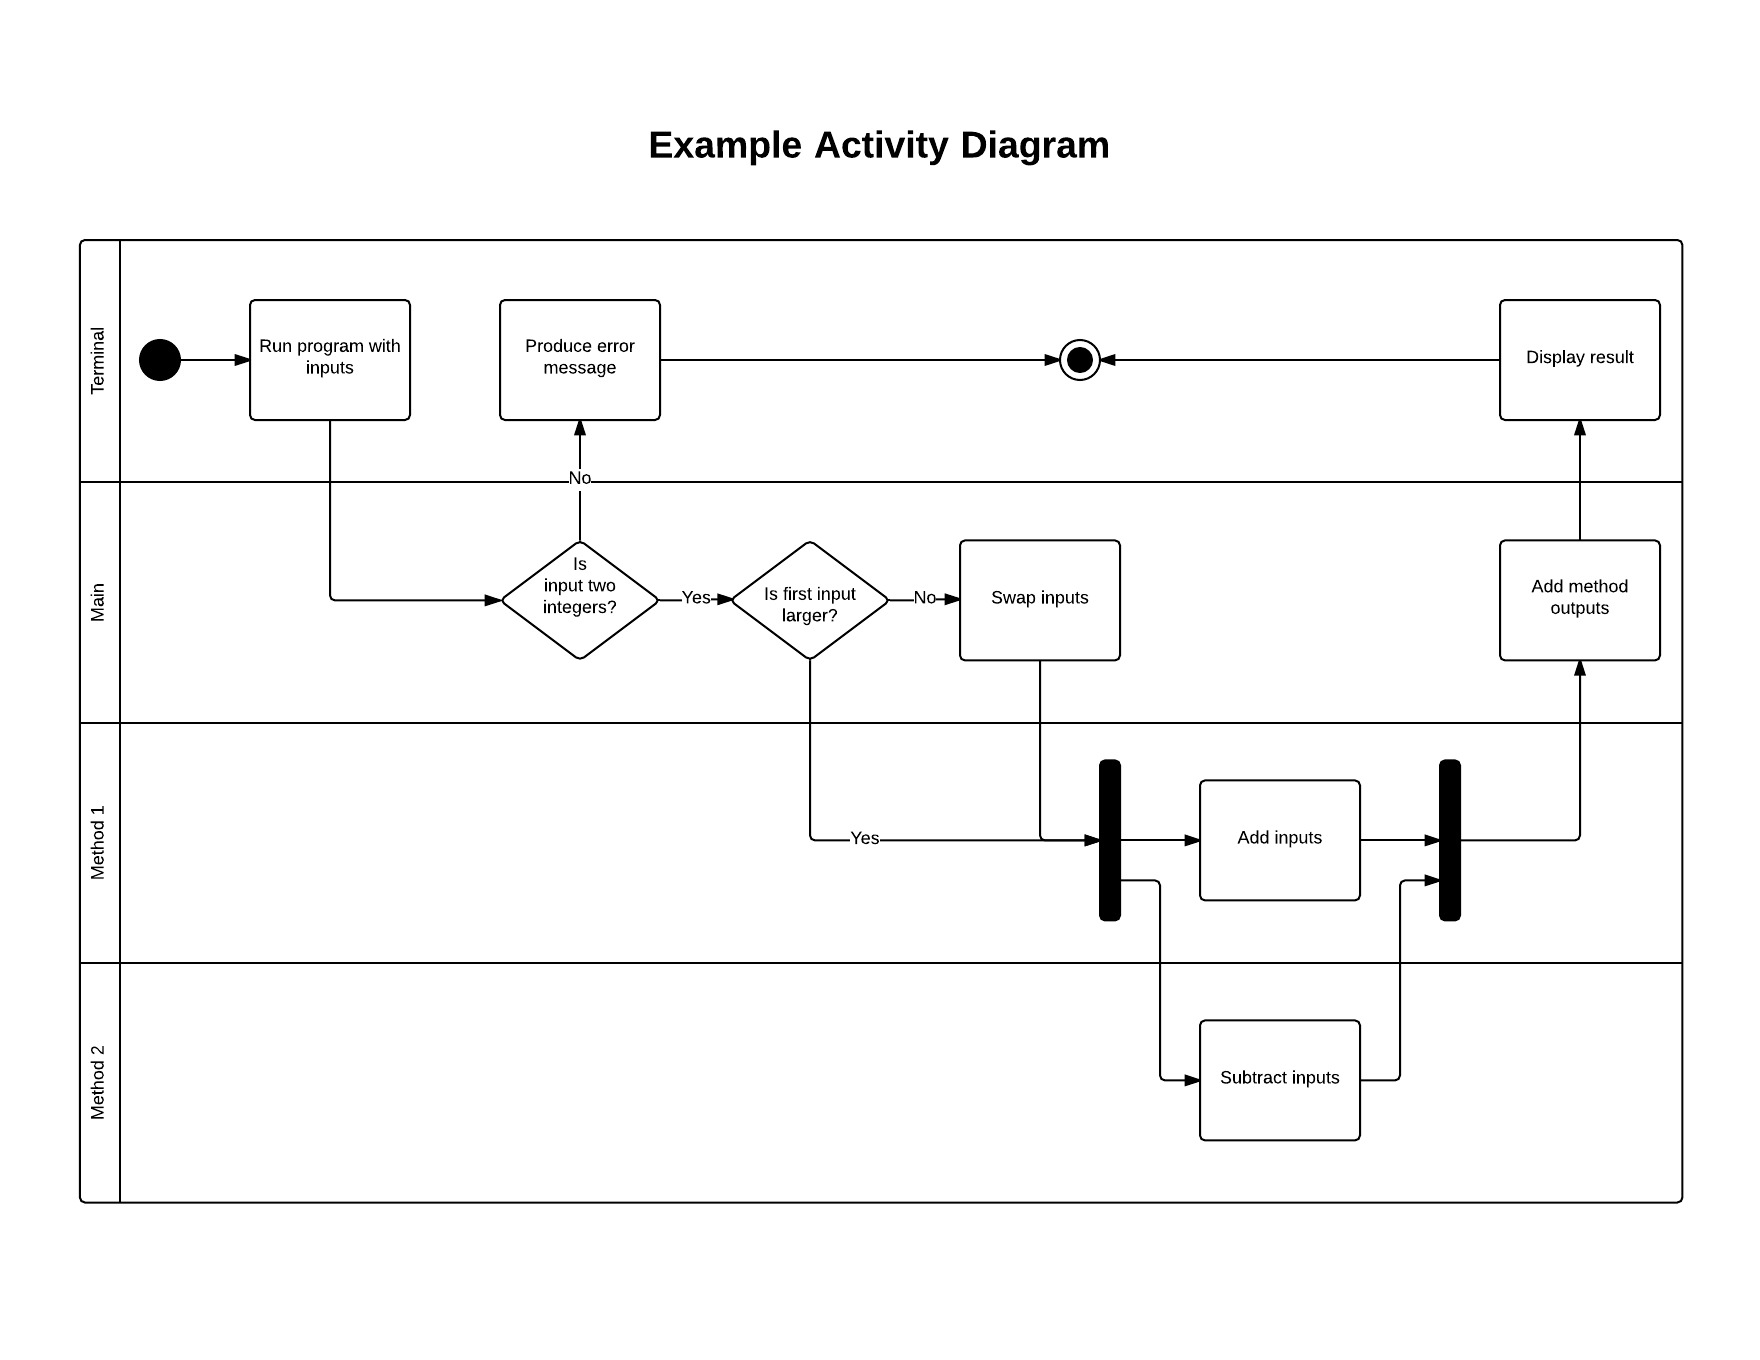 Example Activity Diagram
Terminal
Run program with
inputs
Produce error
message
Display result
No
Main
Is
input two
integers?
Yes
Is first input
larger?
No
Swap inputs
Add method
outputs
Method 1
Yes
Add inputs
Method 2
Subtract inputs